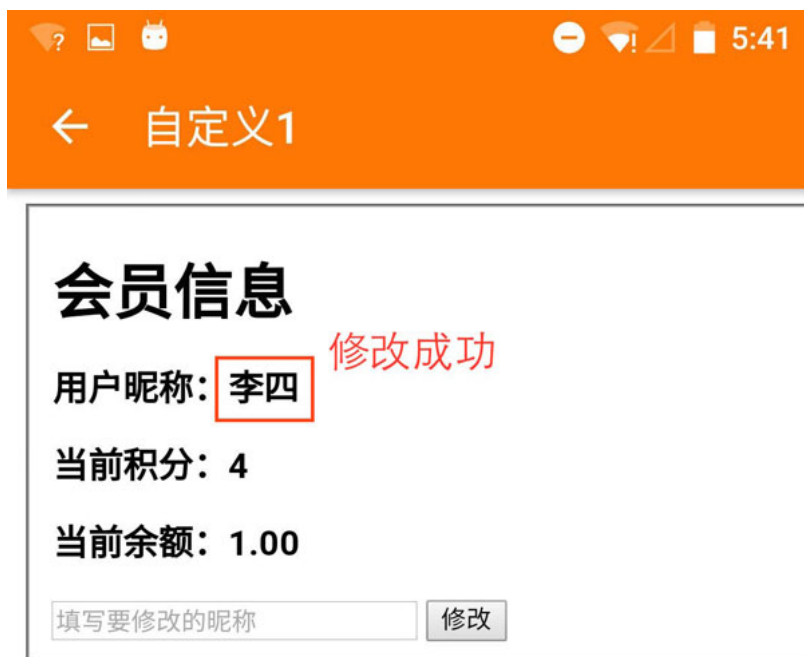 5:41
自定义1
会员信息
修改成功
用户昵称：李四
当前积分：4
当前余额：1.00
填写要修改的昵称 修改